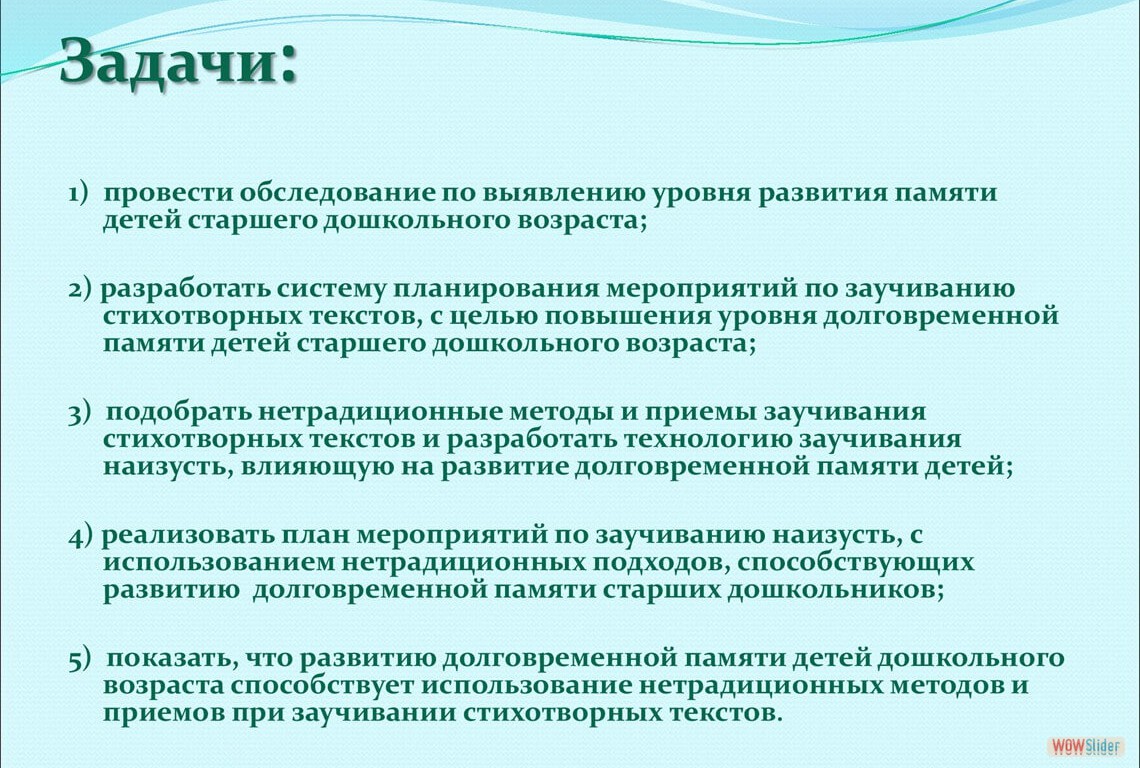 Задачи:
1) провести обследование по выявлению уровня развития памяти
детей старшего дошкольного возраста;
2) разработать систему планирования мероприятий по заучиванию
стихотворных текстов, с целью повышения уровня долговременной
памяти детей старшего дошкольного возраста;
3) подобрать нетрадиционные методы и приемы заучивания
стихотворных текстов и разработать технологию заучивания
наизусть, влияющую на развитие долговременной памяти детей;
4) реализовать план мероприятий по заучиванию наизусть, с
использованием нетрадиционных подходов, способствующих
развитию долговременной памяти старших дошкольников;
5) показать, что развитию долговременной памяти детей дошкольного
возраста способствует использование нетрадиционных методов и
приемов при заучивании стихотворных текстов.
WOWSlider